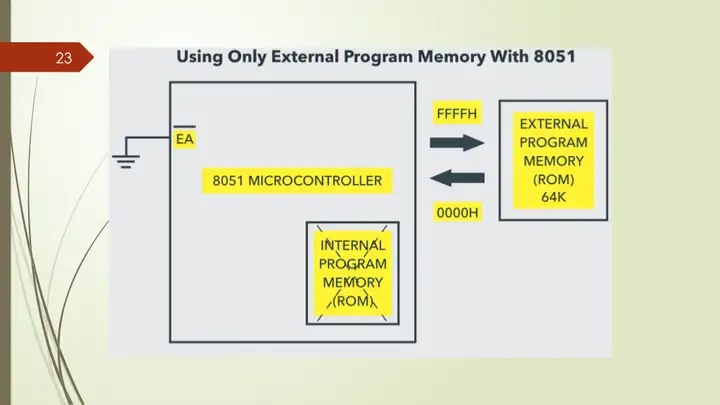 23
Using Only External Program Memory With 8051
EA
8051 MICROCONTROLLER
INTERNAL
PROGRAM
MEMORY
(ROM)
FFFFH
0000H
EXTERNAL
PROGRAM
MEMORY
(ROM)
64K